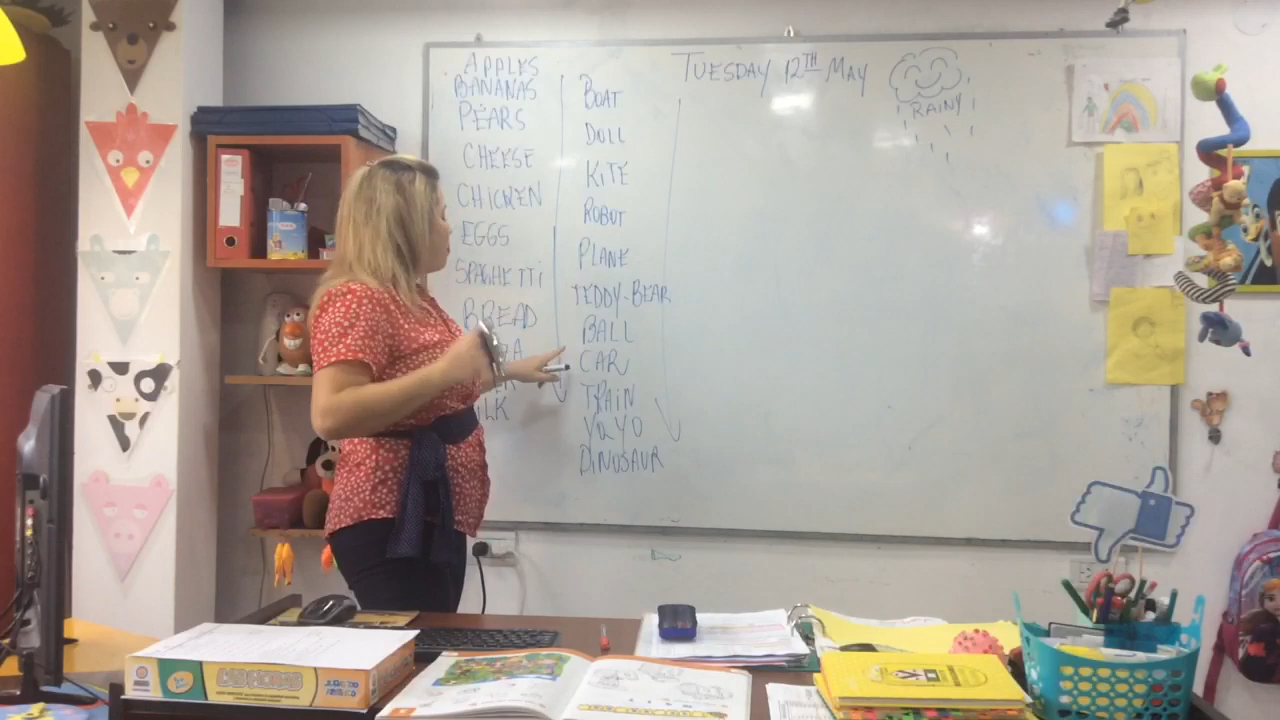 APPLES
BANANAS
PEARS
CHEESE
CHICKEN
EGGS
SPAGHETTI
BREAD
BOAT
DOLL
KITE
ROBOT
PLANE
TEDDY-BEAR
BALL
CAR
TRAIN
YOYO
DINOSAUR
TUESDAY 12TH MAY
RAINY